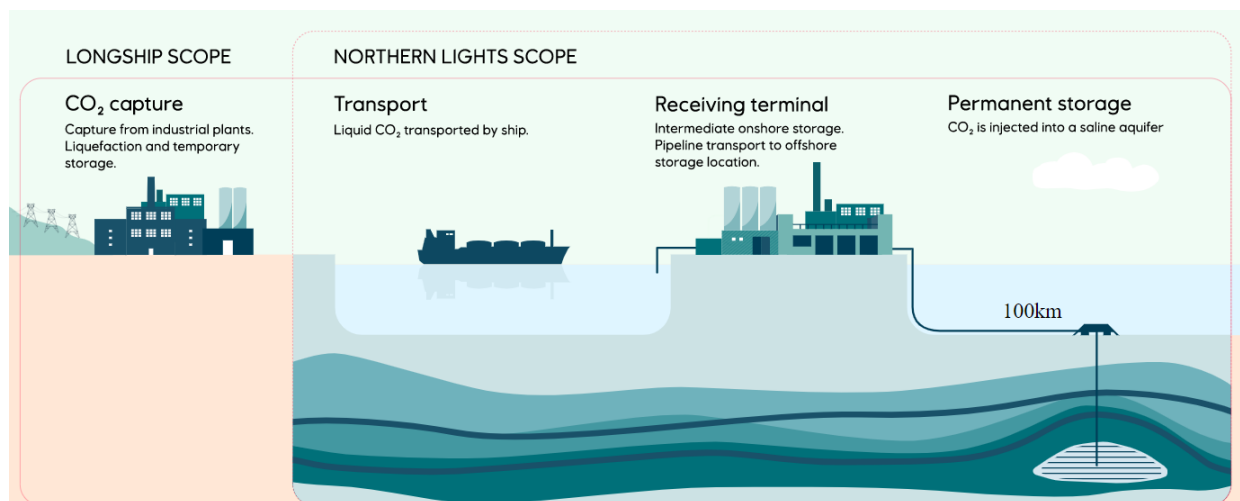 LONGSHIP SCOPE
NORTHERN LIGHTS SCOPE
CO₂ capture
Capture from industrial plants.
Liquefaction and temporary
storage.
Transport
Liquid CO₂ transported by ship.
Receiving terminal
Intermediate onshore storage.
Pipeline transport to offshore
storage location.
Permanent storage
CO₂ is injected into a saline aquifer
100km